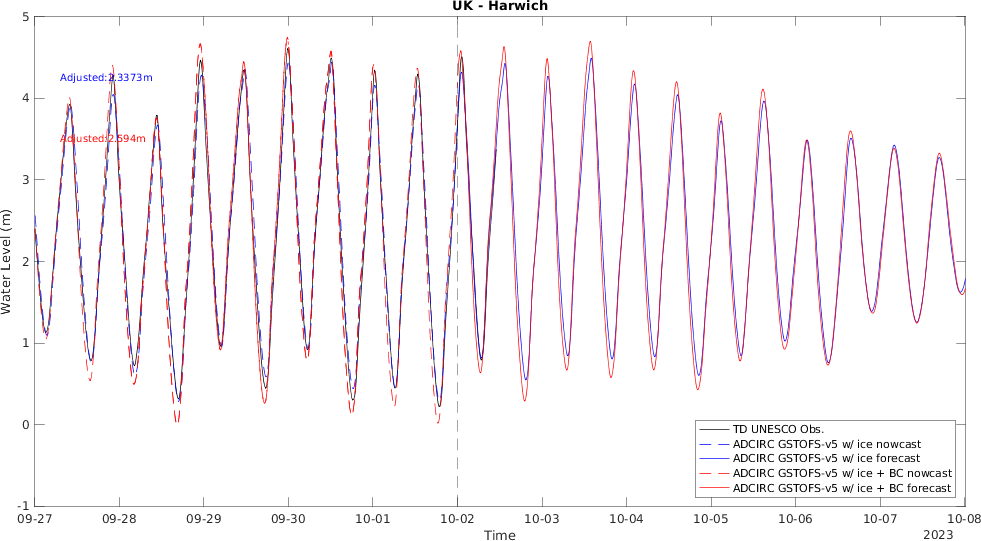 UK - Harwich
5
4
3
2
1
0
-1
Water Level (m)
Adjusted:2.3373m
Adjusted:2.594m
TD UNESCO Obs.
ADCIRC GSTOFS-v5 w/ ice nowcast
ADCIRC GSTOFS-v5 w/ ice forecast
ADCIRC GSTOFS-v5 w/ ice + BC nowcast
ADCIRC GSTOFS-v5 w/ ice + BC forecast
09-27 09-28 09-29 09-30 10-01 10-02 10-03 10-04 10-05 10-06 10-07 10-08
Time
2023